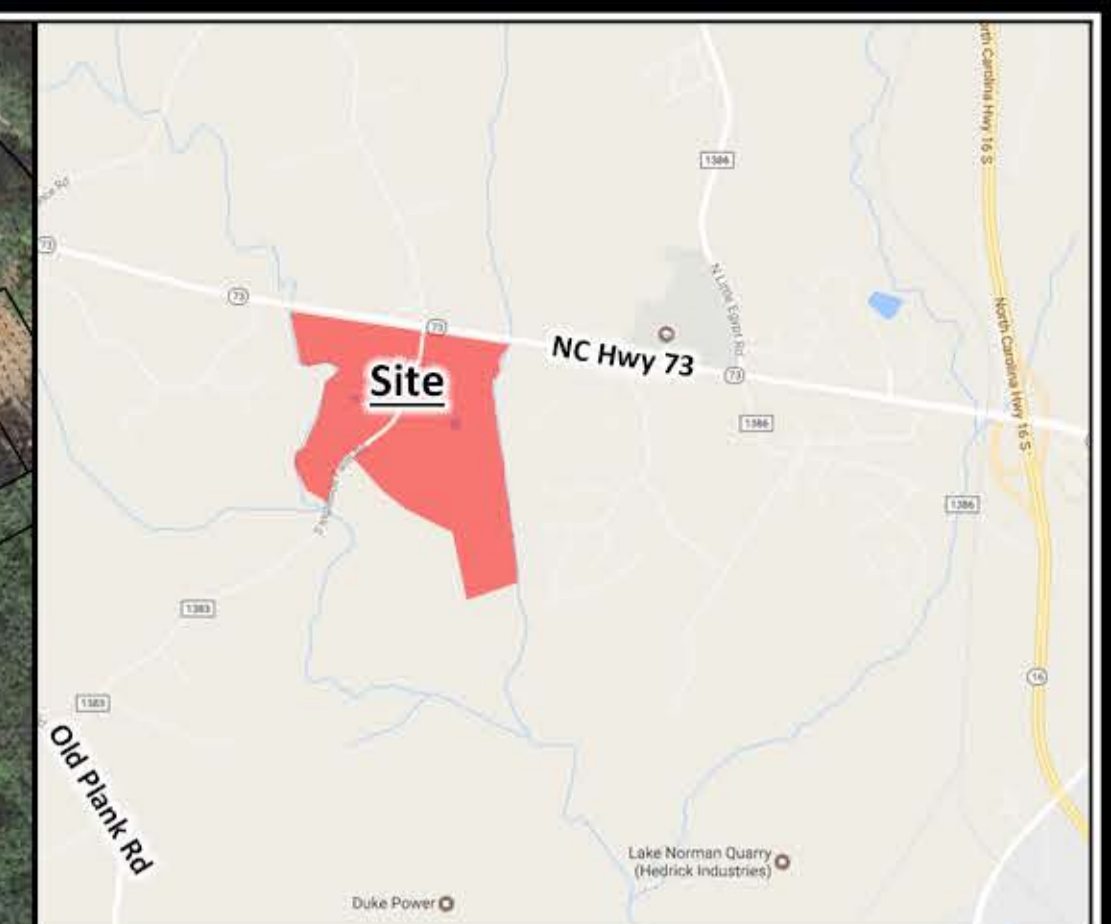 North Carolina Hwy 16 S
1386
73
73
73
N Little Egypt Rd
North Carolina Hwy 16 S
NC Hwy 73
73
Site
1386
1386
1383
16
1383
Old Plank Rd
Lake Norman Quarry
(Hedrick Industries)
Duke Power